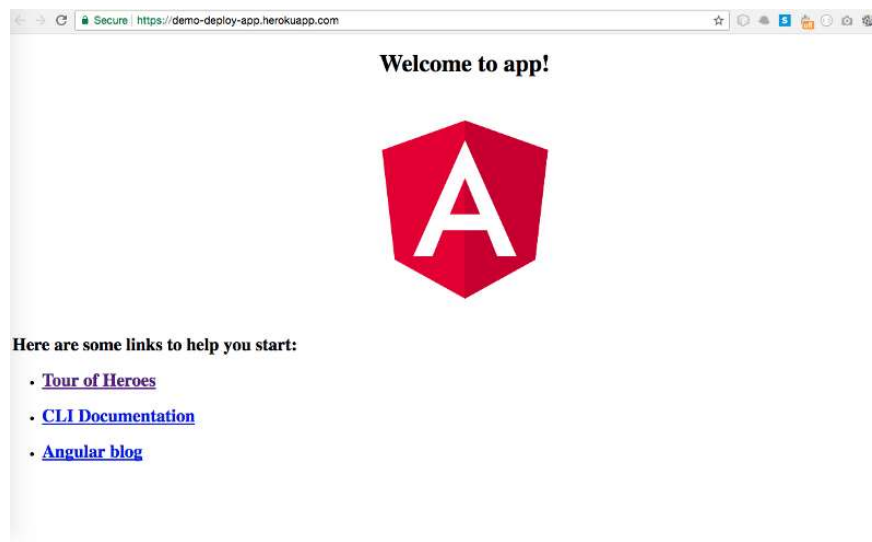 Secure https://demo-deploy-app.herokuapp.com
Welcome to app!
A
Here are some links to help you start:
Tour of Heroes
CLI Documentation
Angular blog